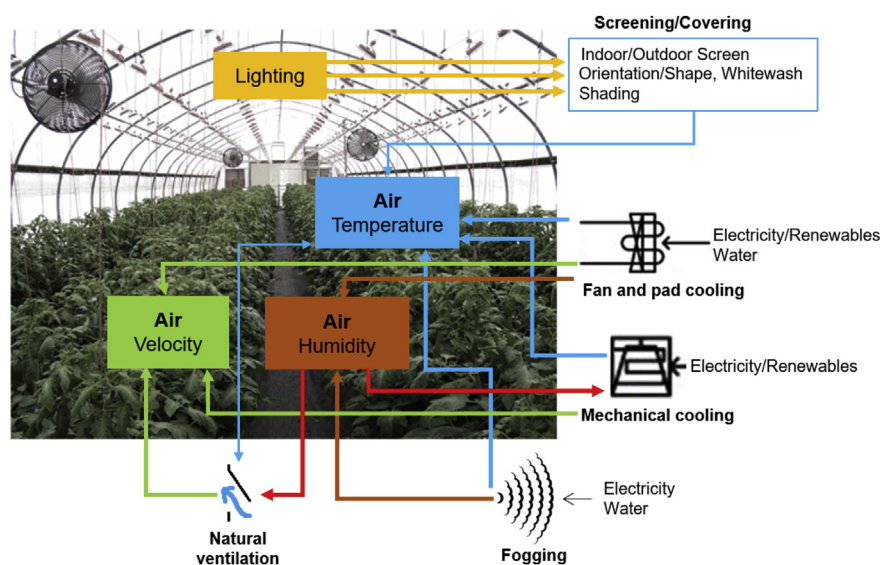 Screening/Covering
Lighting
Indoor/Outdoor Screen
Orientation/Shape, Whitewash
Shading
Air
Temperature
Electricity/Renewables
Water
Fan and pad cooling
Air
Velocity
Air
Humidity
Electricity/Renewables
Mechanical cooling
Natural
ventilation
Electricity
Water
Fogging